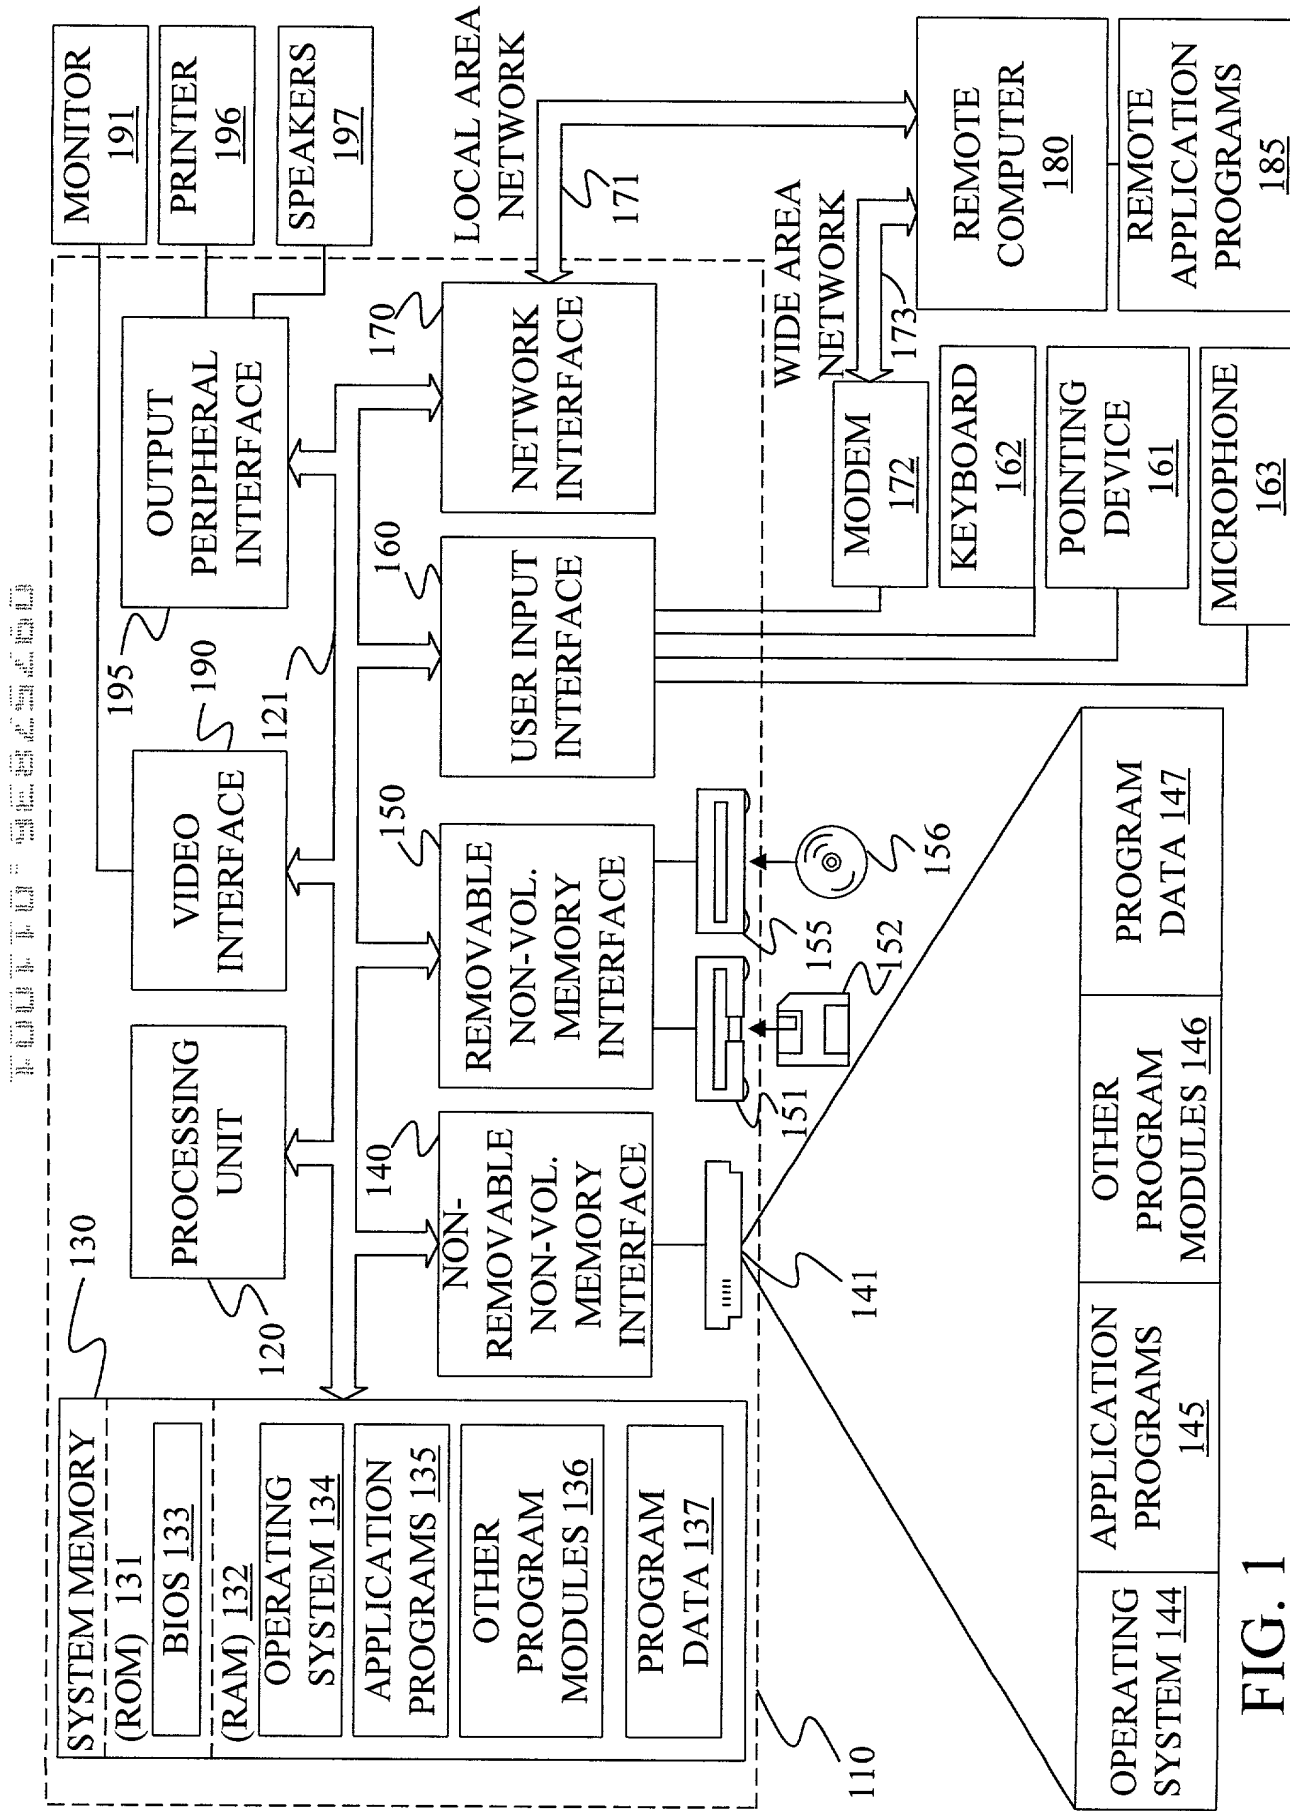 SYSTEM MEMORY
(ROM) 131
BIOS 133
(RAM) 132
OPERATING
SYSTEM 134
APPLICATION
PROGRAMS 135
OTHER
PROGRAM
MODULES 136
PROGRAM
DATA 137
130
PROCESSING
UNIT
120
VIDEO
INTERFACE
190
121
OUTPUT
PERIPHERAL
INTERFACE
195
MONITOR
191
PRINTER
196
SPEAKERS
197
NON-
REMOVABLE
NON-VOL.
MEMORY
INTERFACE
140
REMOVABLE
NON-VOL.
MEMORY
INTERFACE
150
USER INPUT
INTERFACE
160
NETWORK
INTERFACE
170
LOCAL AREA
NETWORK
171
141
151
152
155
156
110
WIDE AREA
NETWORK
173
MODEM
172
KEYBOARD
162
POINTING
DEVICE
161
MICROPHONE
163
REMOTE
COMPUTER
180
REMOTE
APPLICATION
PROGRAMS
185
OPERATING
SYSTEM 144
APPLICATION
PROGRAMS
145
OTHER
PROGRAM
MODULES 146
PROGRAM
DATA 147
FIG. 1